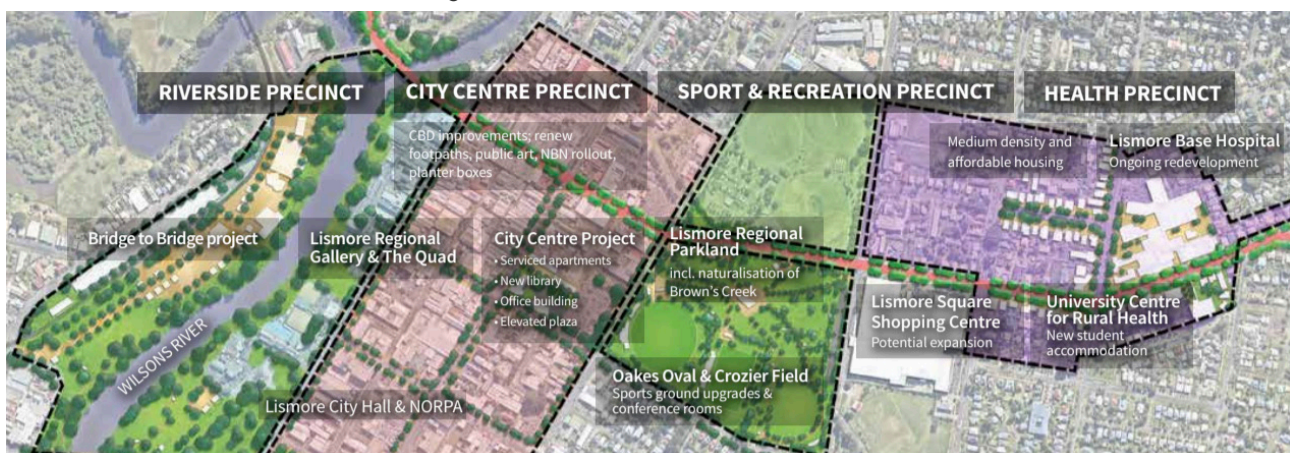 RIVERSIDE PRECINCT
CITY CENTRE PRECINCT
SPORT & RECREATION PRECINCT
HEALTH PRECINCT
CBD improvements; renew
footpaths, public art, NBN rollout,
planter boxes
Medium density and
affordable housing
Lismore Base Hospital
Ongoing redevelopment
Bridge to Bridge project
Lismore Regional
Gallery & The Quad
City Centre Project
• Serviced apartments
• New library
• Office building
• Elevated plaza
Lismore Regional
Parkland
incl. naturalisation of
Brown's Creek
Lismore Square
Shopping Centre
Potential expansion
University Centre
for Rural Health
New student
accommodation
WILSONS RIVER
Oakes Oval & Crozier Field
Sports ground upgrades &
conference rooms
Lismore City Hall & NORPA